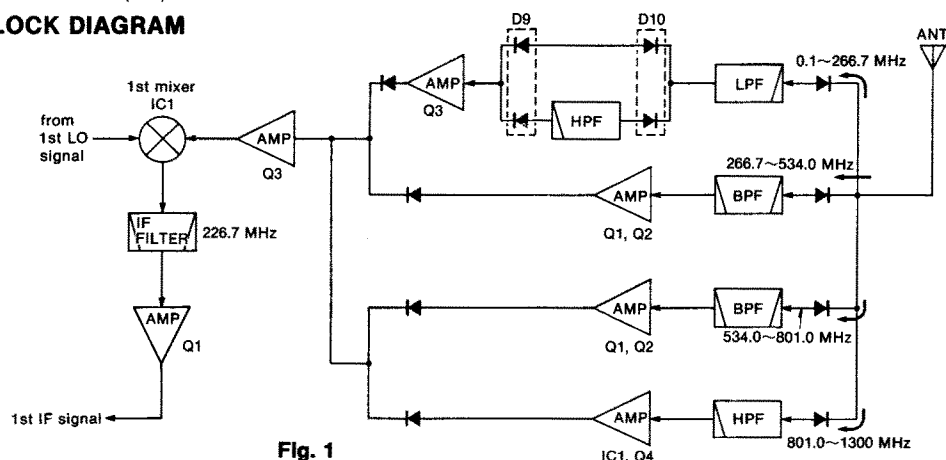 LOCK DIAGRAM
D9
D10
ANT
0.1~266.7 MHz
1st mixer
IC1
AMP
LPF
Q3
HPF
from
1st LO
signal
AMP
Q3
266.7~534.0 MHz
AMP
BPF
Q1, Q2
IF
FILTER
226.7 MHz
AMP
BPF
Q1, Q2
534.0~801.0 MHz
AMP
Q1
AMP
HPF
1st IF signal
801.0~1300 MHz
IC1, Q4
Fig. 1